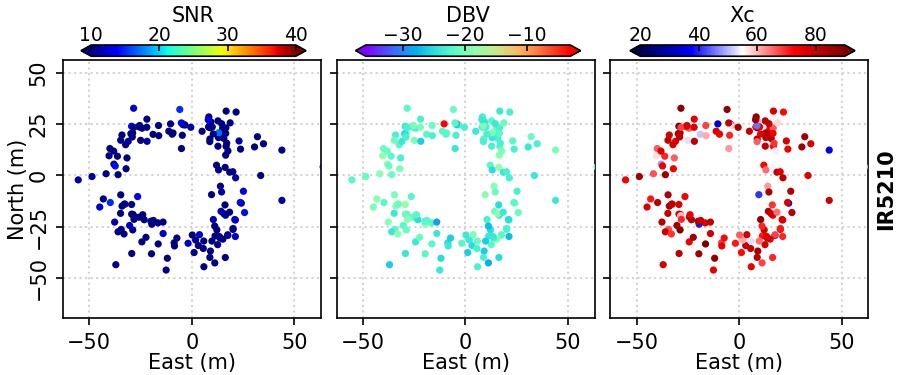 SNR DBV Xc
10 20 30 40 −30 −20 −10 20 40 60 80
50
25
0
−25
−50
North (m)
IR5210
−50 0 50 −50 0 50 −50 0 50
East (m) East (m) East (m)